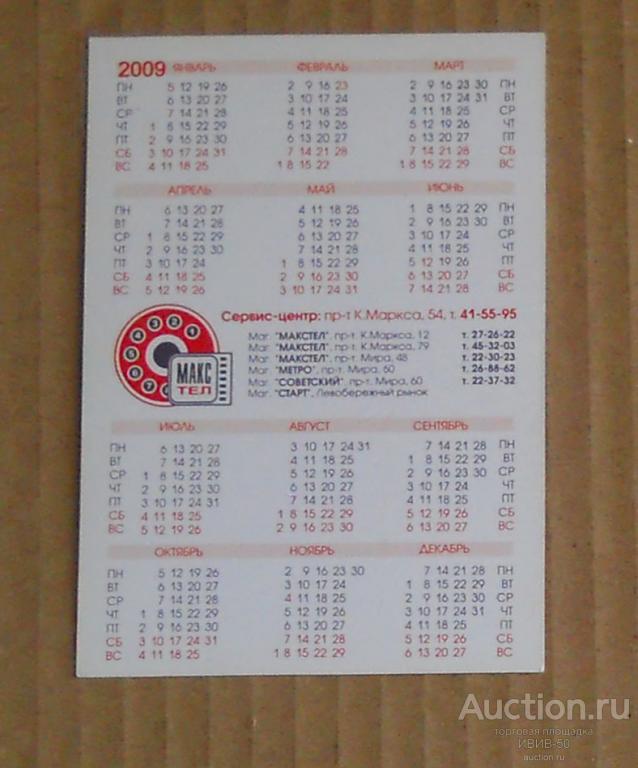 2009 ЯНВАРЬ ФЕВРАЛЬ МАРТ
ПН 5 12 19 26 2 9 16 23 2 9 16 23 30 ПН
ВТ 6 13 20 27 3 10 17 24 3 10 17 24 31 ВТ
СР 7 14 21 28 4 11 18 25 4 11 18 25 СР
ЧТ 1 8 15 22 29 5 12 19 26 5 12 19 26 ЧТ
ПТ 2 9 16 23 30 6 13 20 27 6 13 20 27 ПТ
СБ 3 10 17 24 31 7 14 21 28 7 14 21 28 СБ
ВС 4 11 18 25 1 8 15 22 1 8 15 22 29 ВС
АПРЕЛЬ МАЙ ИЮНЬ
ПН 6 13 20 27 4 11 18 25 1 8 15 22 29 ПН
ВТ 7 14 21 28 5 12 19 26 2 9 16 23 30 ВТ
СР 1 8 15 22 29 6 13 20 27 3 10 17 24 СР
ЧТ 2 9 16 23 30 7 14 21 28 4 11 18 25 ЧТ
ПТ 3 10 17 24 1 8 15 22 29 5 12 19 26 ПТ
СБ 4 11 18 25 2 9 16 23 30 6 13 20 27 СБ
ВС 5 12 19 26 3 10 17 24 31 7 14 21 28 ВС
Сервис-центр: пр-т К.Маркса, 54, т. 41-55-95
Маг. "МАКСТЕЛ", пр-т. К.Маркса, 12 т. 27-26-22
Маг. "МАКСТЕЛ", пр-т. К.Маркса, 79 т. 45-32-03
Маг. "МАКСТЕЛ", пр-т. Мира, 48 т. 22-30-23
Маг. "МЕТРО", пр-т. Мира, 60 т. 26-88-62
Маг. "СОВЕТСКИЙ", пр-т. Мира, 60 т. 22-37-32
Маг. "СТАРТ", Левобережный рынок
МАКС
ТЕЛ
ИЮЛЬ АВГУСТ СЕНТЯБРЬ
ПН 6 13 20 27 3 10 17 24 31 7 14 21 28 ПН
ВТ 7 14 21 28 4 11 18 25 1 8 15 22 29 ВТ
СР 1 8 15 22 29 5 12 19 26 2 9 16 23 30 СР
ЧТ 2 9 16 23 30 6 13 20 27 3 10 17 24 ЧТ
ПТ 3 10 17 24 31 7 14 21 28 4 11 18 25 ПТ
СБ 4 11 18 25 1 8 15 22 29 5 12 19 26 СБ
ВС 5 12 19 26 2 9 16 23 30 6 13 20 27 ВС
ОКТЯБРЬ НОЯБРЬ ДЕКАБРЬ
ПН 5 12 19 26 2 9 16 23 30 7 14 21 28 ПН
ВТ 6 13 20 27 3 10 17 24 1 8 15 22 29 ВТ
СР 7 14 21 28 4 11 18 25 2 9 16 23 30 СР
ЧТ 1 8 15 22 29 5 12 19 26 3 10 17 24 31 ЧТ
ПТ 2 9 16 23 30 6 13 20 27 4 11 18 25 ПТ
СБ 3 10 17 24 31 7 14 21 28 5 12 19 26 СБ
ВС 4 11 18 25 1 8 15 22 29 6 13 20 27 ВС
Auction.ru
торговая площадка
ИВИВ-50
auction.ru